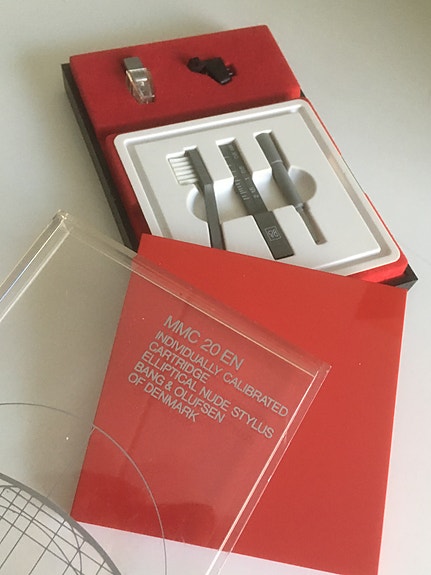 MMC 20 EN
INDIVIDUALLY CALIBRATED
CARTRIDGE
ELLIPTICAL NUDE STYLUS
BANG & OLUFSEN
OF DENMARK